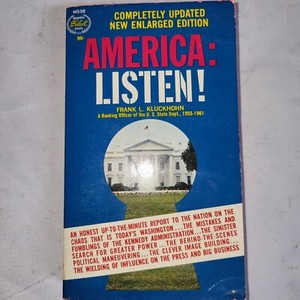 M538
Select
95¢
COMPLETELY UPDATED
NEW ENLARGED EDITION
AMERICA:
LISTEN!
FRANK L. KLUCKHOHN
A Ranking Officer of the U. S. State Dept., 1955-1961
AN HONEST UP-TO-THE-MINUTE REPORT TO THE NATION ON THE
CHAOS THAT IS TODAY'S WASHINGTON...THE MISTAKES AND
FUMBLINGS OF THE KENNEDY ADMINISTRATION...THE SINISTER
SEARCH FOR GREATER POWER...THE BEHIND-THE-SCENES
POLITICAL MANEUVERING...THE CLEVER IMAGE BUILDING...
THE WIELDING OF INFLUENCE ON THE PRESS AND BIG BUSINESS